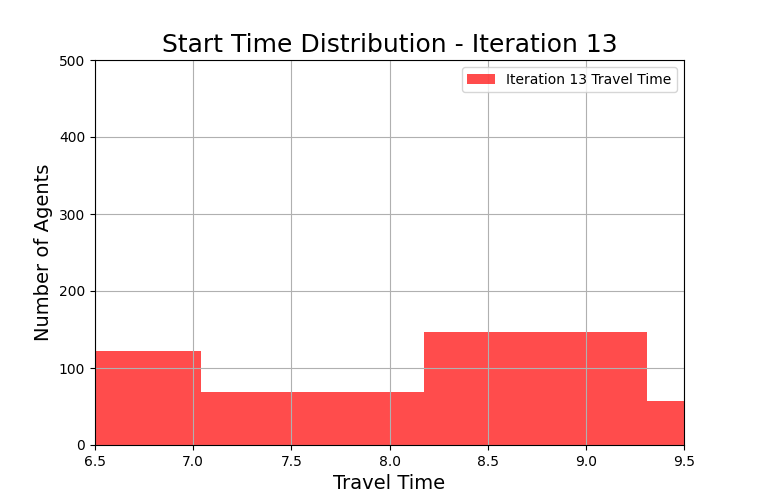 Start Time Distribution - Iteration 13
Iteration 13 Travel Time
Number of Agents
500
400
300
200
100
0
6.5 7.0 7.5 8.0 8.5 9.0 9.5
Travel Time